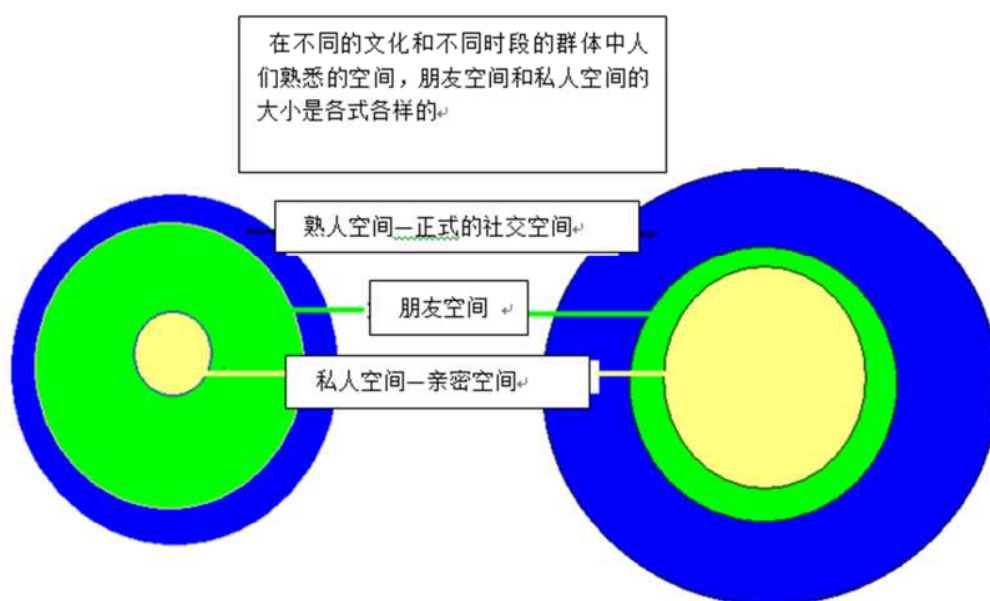 在不同的文化和不同时段的群体中人
们熟悉的空间，朋友空间和私人空间的
大小是各式各样的↵
熟人空间—正式的社交空间↵
朋友空间 ↵
私人空间—亲密空间↵